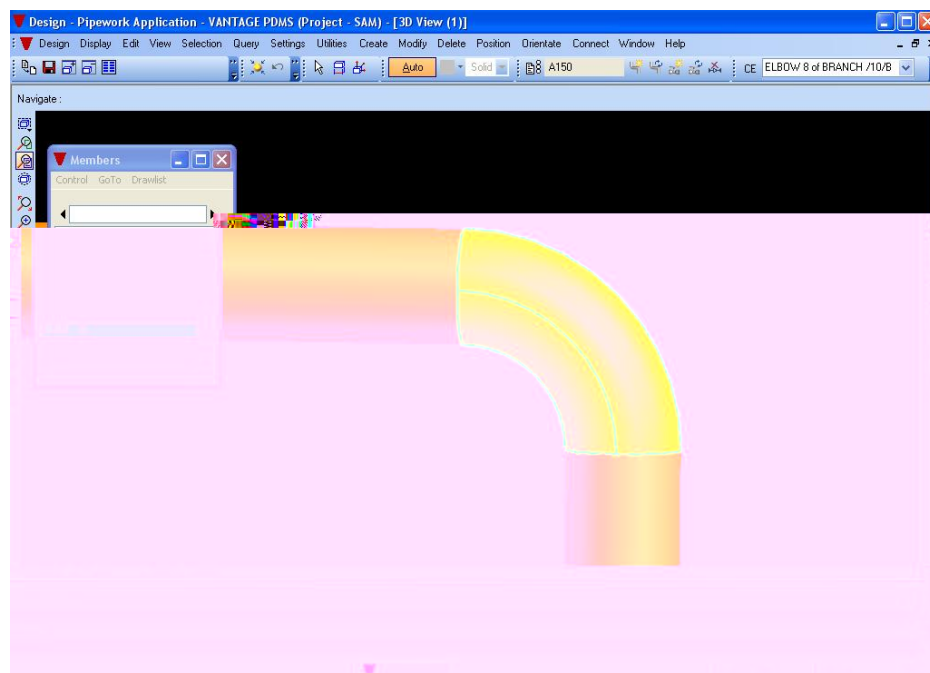 Design - Pipework Application - VANTAGE PDMS (Project - SAM) - [3D View (1)]
Design Display Edit View Selection Query Settings Utilities Create Modify Delete Position Orientate Connect Window Help
Auto Solid A150 CE ELBOW 8 of BRANCH /10/B
Navigate :
Members
Control GoTo Drawlist